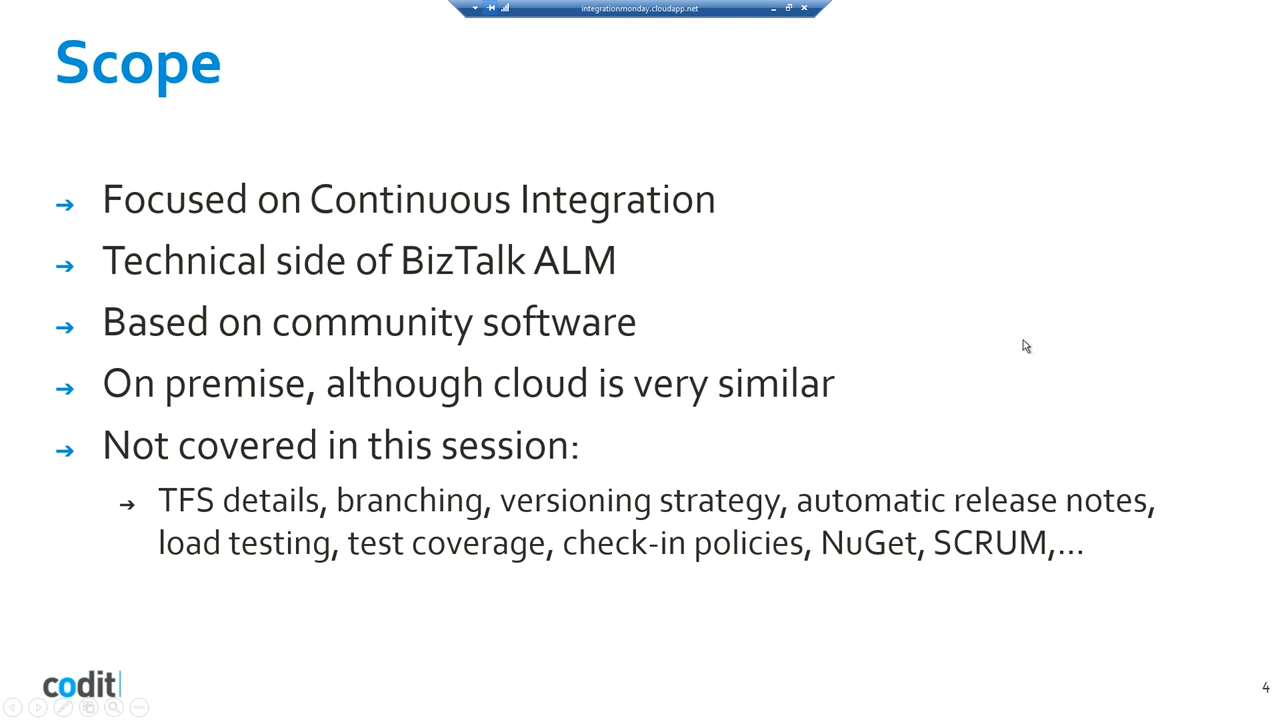 integrationmonday.cloudapp.net
Scope
➔ Focused on Continuous Integration
➔ Technical side of BizTalk ALM
➔ Based on community software
➔ On premise, although cloud is very similar
➔ Not covered in this session:
➔ TFS details, branching, versioning strategy, automatic release notes,
load testing, test coverage, check-in policies, NuGet, SCRUM,...
codit
4